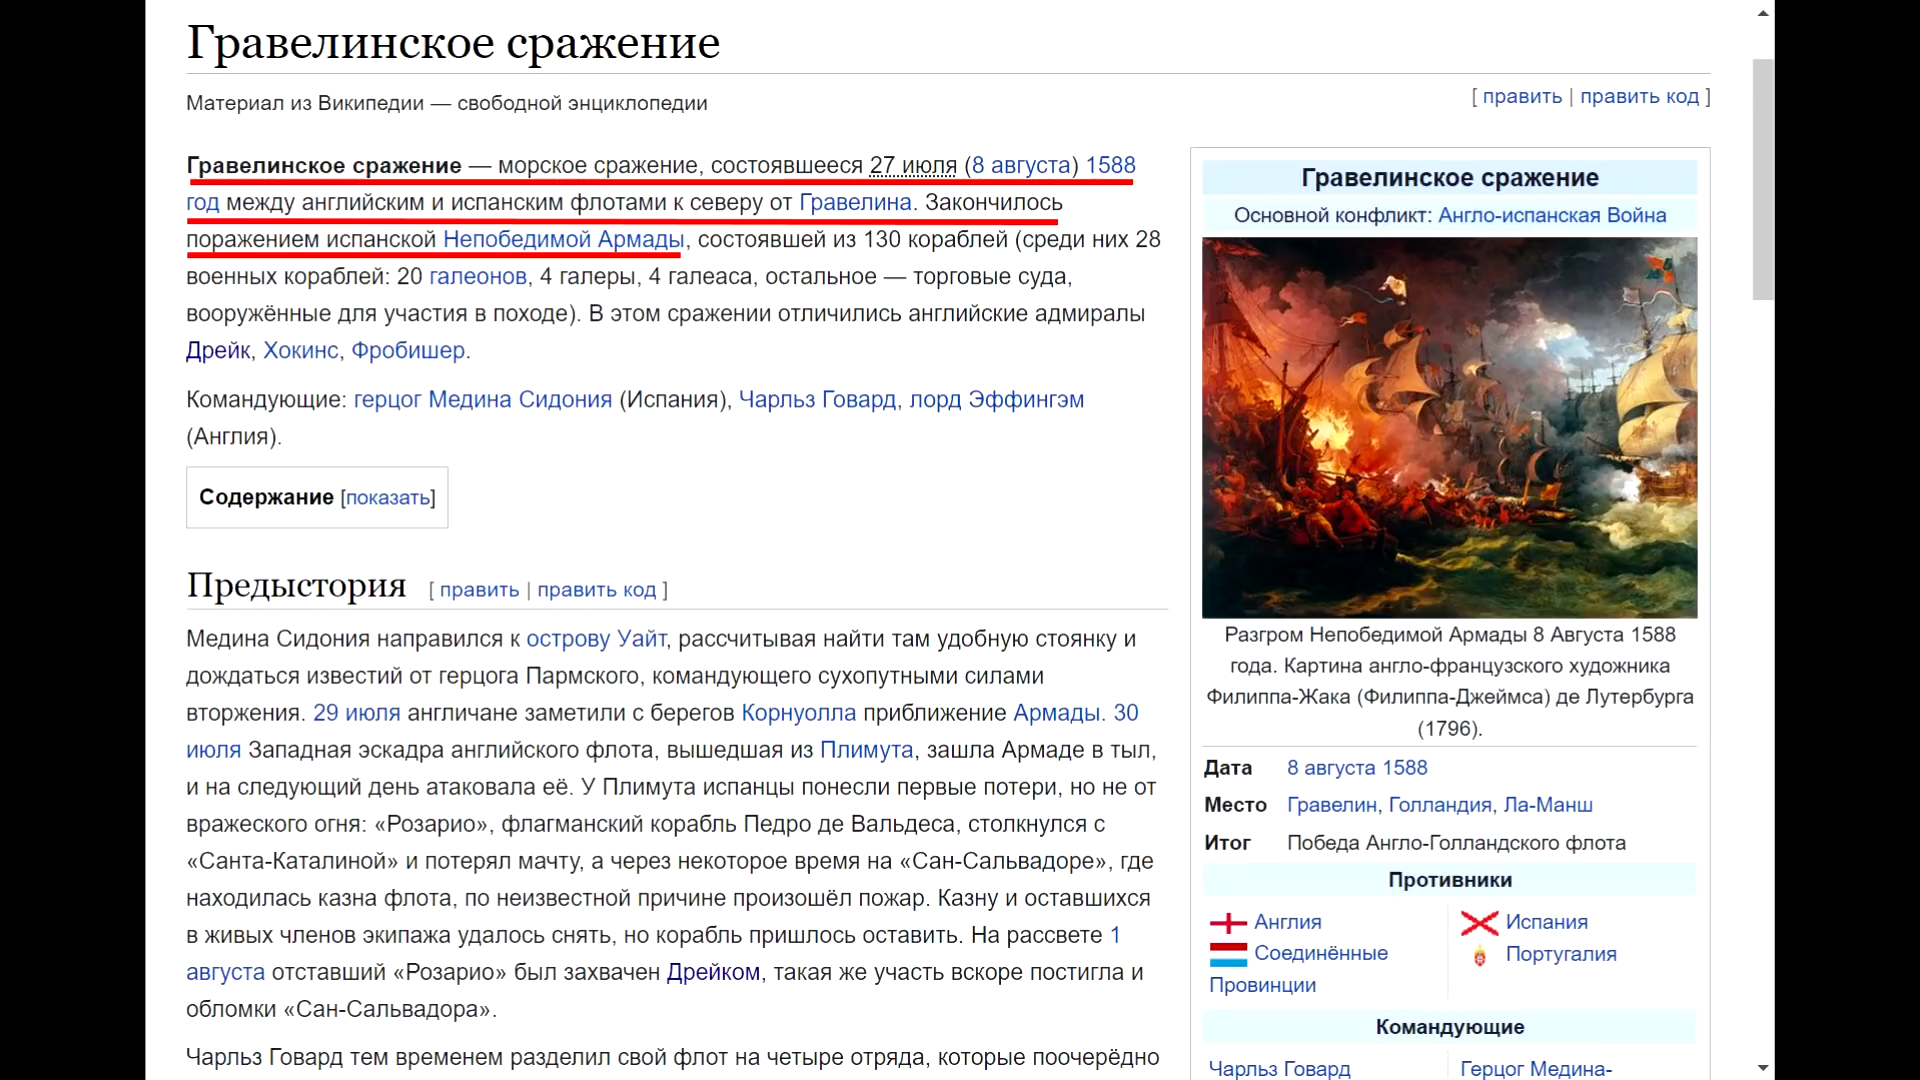 Гравелинское сражение
Материал из Википедии — свободной энциклопедии
[ править | править код ]
Гравелинское сражение — морское сражение, состоявшееся 27 июля (8 августа) 1588
год между английским и испанским флотами к северу от Гравелина. Закончилось
поражением испанской Непобедимой Армады, состоявшей из 130 кораблей (среди них 28
военных кораблей: 20 галеонов, 4 галеры, 4 галеаса, остальное — торговые суда,
вооружённые для участия в походе). В этом сражении отличились английские адмиралы
Дрейк, Хокинс, Фробишер.
Командующие: герцог Медина Сидония (Испания), Чарльз Говард, лорд Эффингэм
(Англия).
Содержание [показать]
Предыстория [ править | править код ]
Медина Сидония направился к острову Уайт, рассчитывая найти там удобную стоянку и
дождаться известий от герцога Пармского, командующего сухопутными силами
вторжения. 29 июля англичане заметили с берегов Корнуолла приближение Армады. 30
июля Западная эскадра английского флота, вышедшая из Плимута, зашла Армаде в тыл,
и на следующий день атаковала её. У Плимута испанцы понесли первые потери, но не от
вражеского огня: «Розарио», флагманский корабль Педро де Вальдеса, столкнулся с
«Санта-Каталиной» и потерял мачту, а через некоторое время на «Сан-Сальвадоре», где
находилась казна флота, по неизвестной причине произошёл пожар. Казну и оставшихся
в живых членов экипажа удалось снять, но корабль пришлось оставить. На рассвете 1
августа отставший «Розарио» был захвачен Дрейком, такая же участь вскоре постигла и
обломки «Сан-Сальвадора».
Чарльз Говард тем временем разделил свой флот на четыре отряда, которые поочерёдно
Гравелинское сражение
Основной конфликт: Англо-испанская Война
Разгром Непобедимой Армады 8 Августа 1588
года. Картина англо-французского художника
Филиппа-Жака (Филиппа-Джеймса) де Лутербурга
(1796).
Дата 8 августа 1588
Место Гравелин, Голландия, Ла-Манш
Итог Победа Англо-Голландского флота
Противники
Англия
Соединённые
Провинции
Испания
Португалия
Командующие
Чарльз Говард
Герцог Медина-